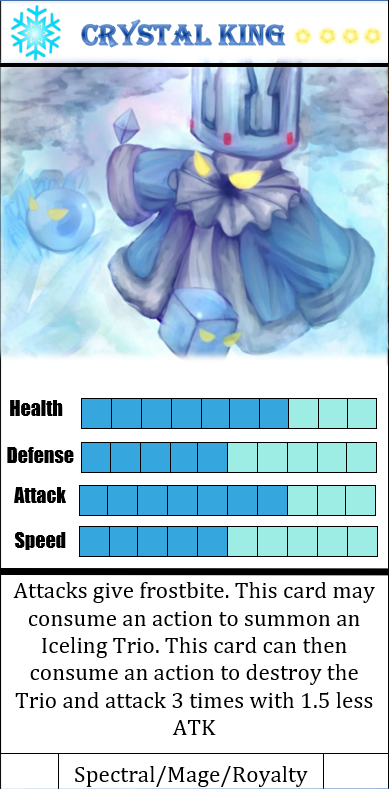 CRYSTAL KING
Health
Defense
Attack
Speed
Attacks give frostbite. This card may
consume an action to summon an
Iceling Trio. This card can then
consume an action to destroy the
Trio and attack 3 times with 1.5 less
ATK
Spectral/Mage/Royalty